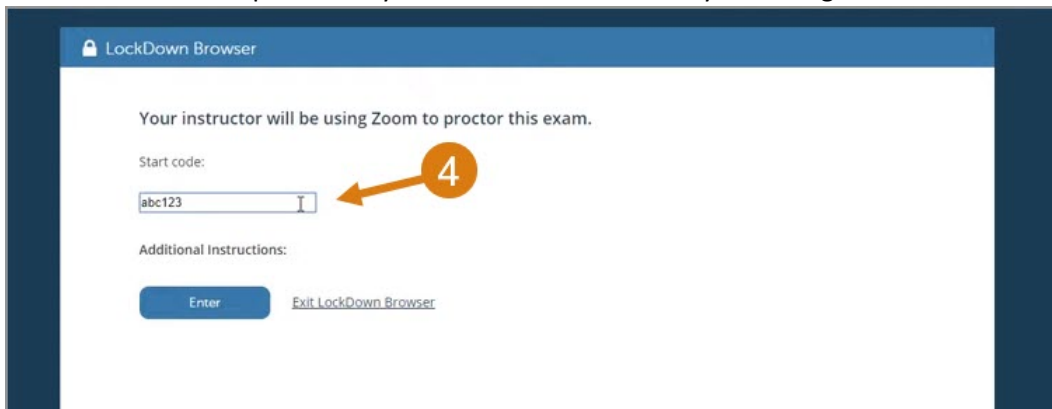 LockDown Browser
Your instructor will be using Zoom to proctor this exam.
Start code:
4
abc123
Additional Instructions:
Enter Exit LockDown Browser